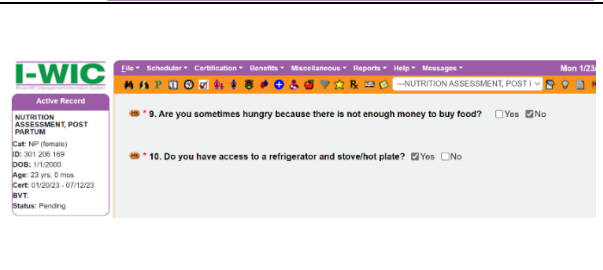 I-WIC
File Scheduler Certification Benefits Miscellaneous Reports Help Messages Mon 1/23/
---NUTRITION ASSESSMENT, POST I
Active Record
NUTRITION
ASSESSMENT, POST
PARTUM
Cat: NP (female)
ID: 301 206 169
DOB: 1/1/2000
Age: 23 yrs, 0 mos
Cert: 01/20/23 - 07/12/23
BVT:
Status: Pending
* 9. Are you sometimes hungry because there is not enough money to buy food? Yes No
* 10. Do you have access to a refrigerator and stove/hot plate? Yes No